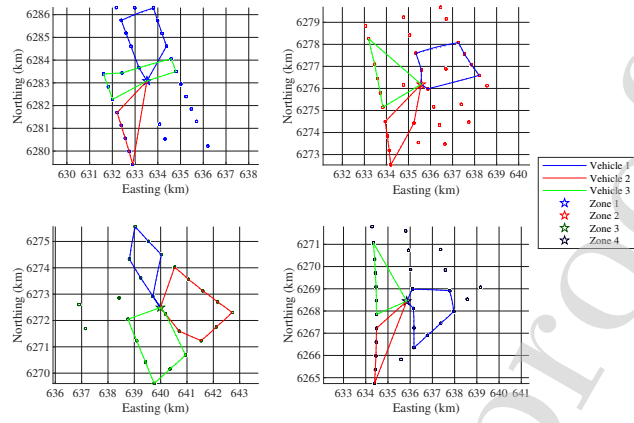 6286
6285
6284
6283
6282
6281
6280
Northing (km)
630 631 632 633 634 635 636 637 638
Easting (km)
6279
6278
6277
6276
6275
6274
6273
Northing (km)
632 633 634 635 636 637 638 639 640
Easting (km)
Vehicle 1
Vehicle 2
Vehicle 3
Zone 1
Zone 2
Zone 3
Zone 4
6275
6274
6273
6272
6271
6270
Northing (km)
636 637 638 639 640 641 642 643
Easting (km)
6271
6270
6269
6268
6267
6266
6265
Northing (km)
633 634 635 636 637 638 639 640 641
Easting (km)